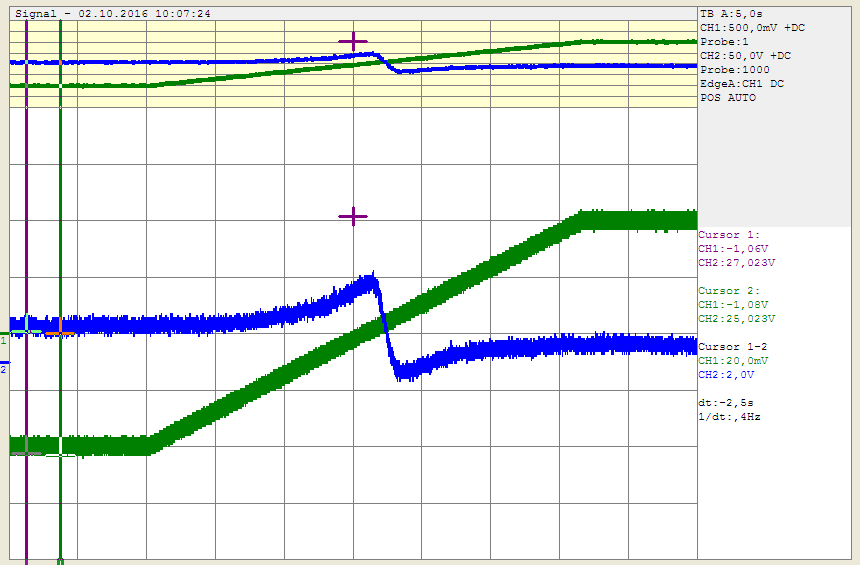 Signal - 02.10.2016 10:07:24
TB A:5,0s
CH1:500,0mV +DC
Probe:1
CH2:50,0V +DC
Probe:1000
EdgeA:CH1 DC
POS AUTO
Cursor 1:
CH1:-1,06V
CH2:27,023V
Cursor 2:
CH1:-1,08V
CH2:25,023V
Cursor 1-2
CH1:20,0mV
CH2:2,0V
dt:-2,5s
1/dt:,4Hz
1
2